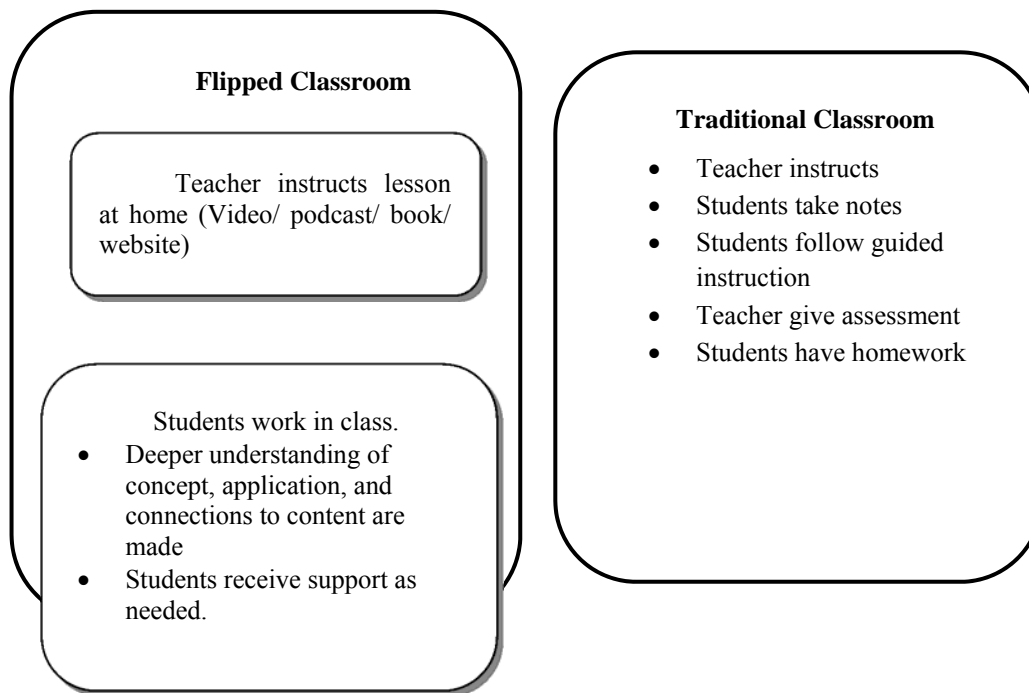 Flipped Classroom
Teacher instructs lesson
at home (Video/ podcast/ book/
website)
Students work in class.
• Deeper understanding of
concept, application, and
connections to content are
made
• Students receive support as
needed.
Traditional Classroom
• Teacher instructs
• Students take notes
• Students follow guided
instruction
• Teacher give assessment
• Students have homework